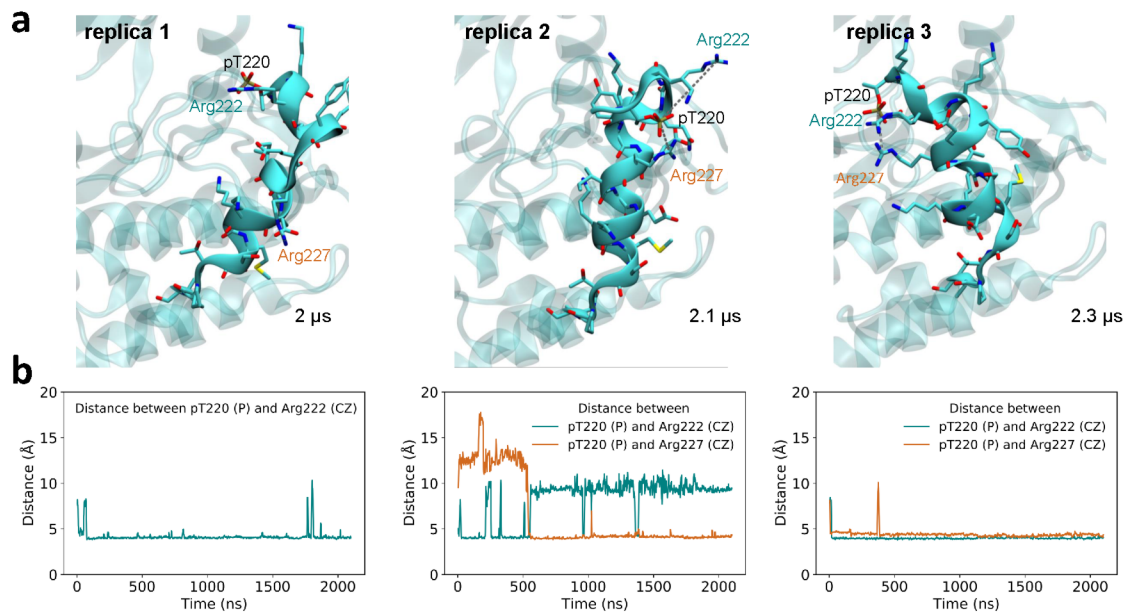 a
replica 1
pT220
Arg222
Arg227
2 µs
replica 2
Arg222
pT220
Arg227
2.1 µs
replica 3
pT220
Arg222
Arg227
2.3 µs
b
20
15
10
5
0
Distance (Å)
Distance between pT220 (P) and Arg222 (CZ)
0 500 1000 1500 2000
Time (ns)
20
15
10
5
0
Distance (Å)
Distance between
pT220 (P) and Arg222 (CZ)
pT220 (P) and Arg227 (CZ)
0 500 1000 1500 2000
Time (ns)
20
15
10
5
0
Distance (Å)
Distance between
pT220 (P) and Arg222 (CZ)
pT220 (P) and Arg227 (CZ)
0 500 1000 1500 2000
Time (ns)